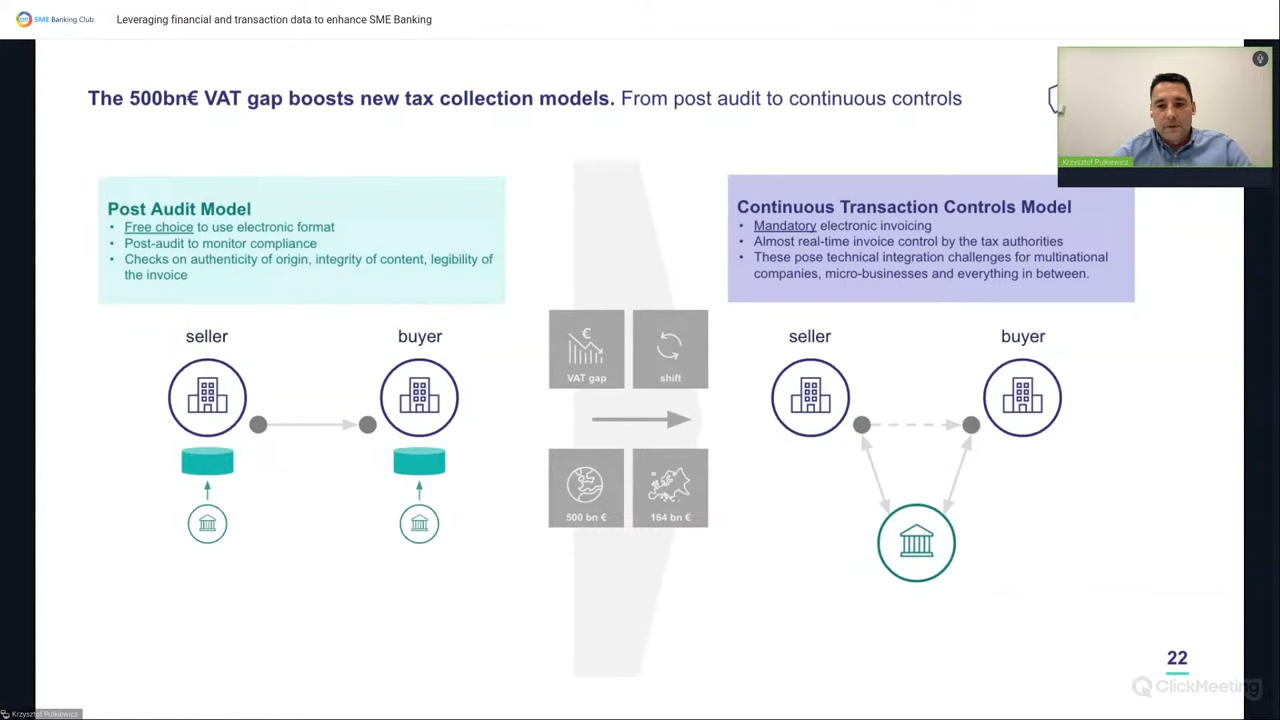 SME Banking Club
Leveraging financial and transaction data to enhance SME Banking
The 500bn€ VAT gap boosts new tax collection models. From post audit to continuous controls
Krzysztof Pulkiewicz
Post Audit Model
• Free choice to use electronic format
• Post-audit to monitor compliance
• Checks on authenticity of origin, integrity of content, legibility of
the invoice
seller
buyer
VAT gap
shift
500 bn €
164 bn €
Continuous Transaction Controls Model
• Mandatory electronic invoicing
• Almost real-time invoice control by the tax authorities
• These pose technical integration challenges for multinational
companies, micro-businesses and everything in between.
seller
buyer
22
ClickMeeting
Krzysztof Pulkiewicz